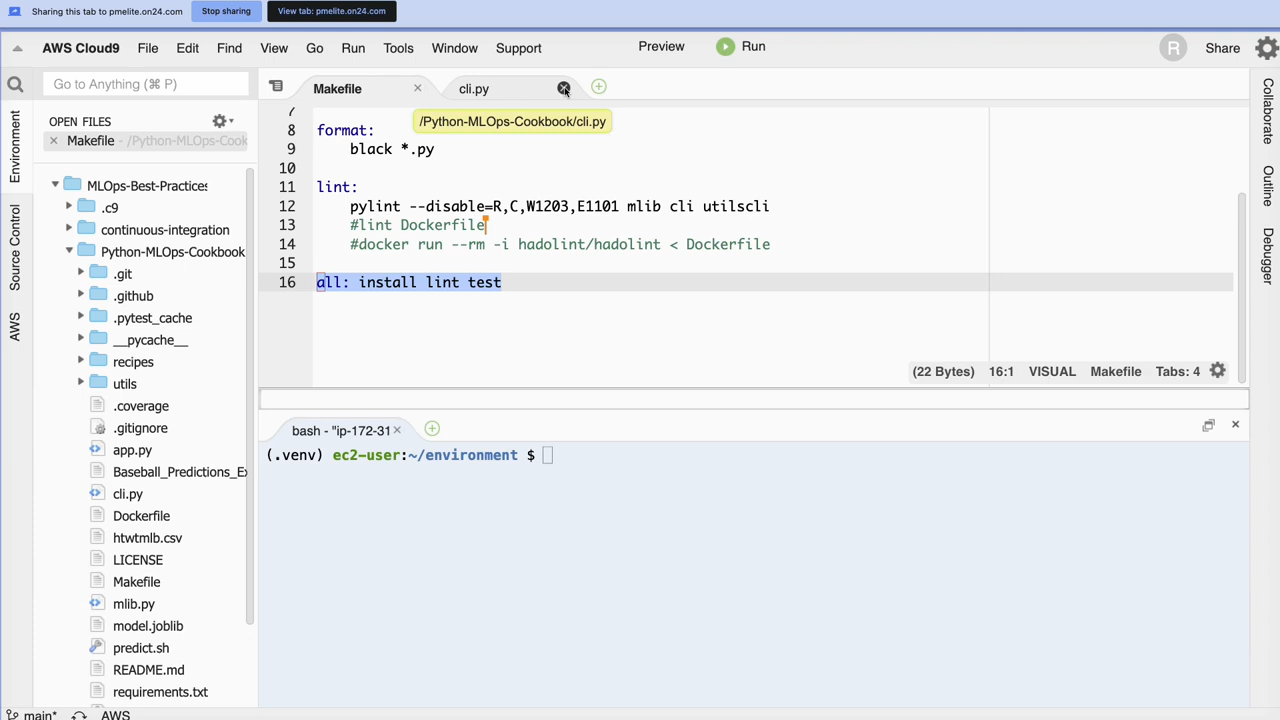 Sharing this tab to pmelite.on24.com Stop sharing View tab: pmelite.on24.com
AWS Cloud9 File Edit Find View Go Run Tools Window Support Preview Run R Share
Go to Anything (⌘ P)
Makefile cli.py
/Python-MLOps-Cookbook/cli.py
OPEN FILES
Makefile - /Python-MLOps-Cook
MLOps-Best-Practices
.c9
continuous-integration
Python-MLOps-Cookbook
.git
.github
.pytest_cache
__pycache__
recipes
utils
.coverage
.gitignore
app.py
Baseball_Predictions_Ex
cli.py
Dockerfile
htwtmlb.csv
LICENSE
Makefile
mlib.py
model.joblib
predict.sh
README.md
requirements.txt
Environment
Source Control
AWS
7
8 format:
9 black *.py
10
11 lint:
12 pylint --disable=R,C,W1203,E1101 mlib cli utilscli
13 #lint Dockerfile
14 #docker run --rm -i hadolint/hadolint < Dockerfile
15
16 all: install lint test
(22 Bytes) 16:1 VISUAL Makefile Tabs: 4
bash - "ip-172-31
(.venv) ec2-user:~/environment $
Collaborate
Outline
Debugger
main* AWS